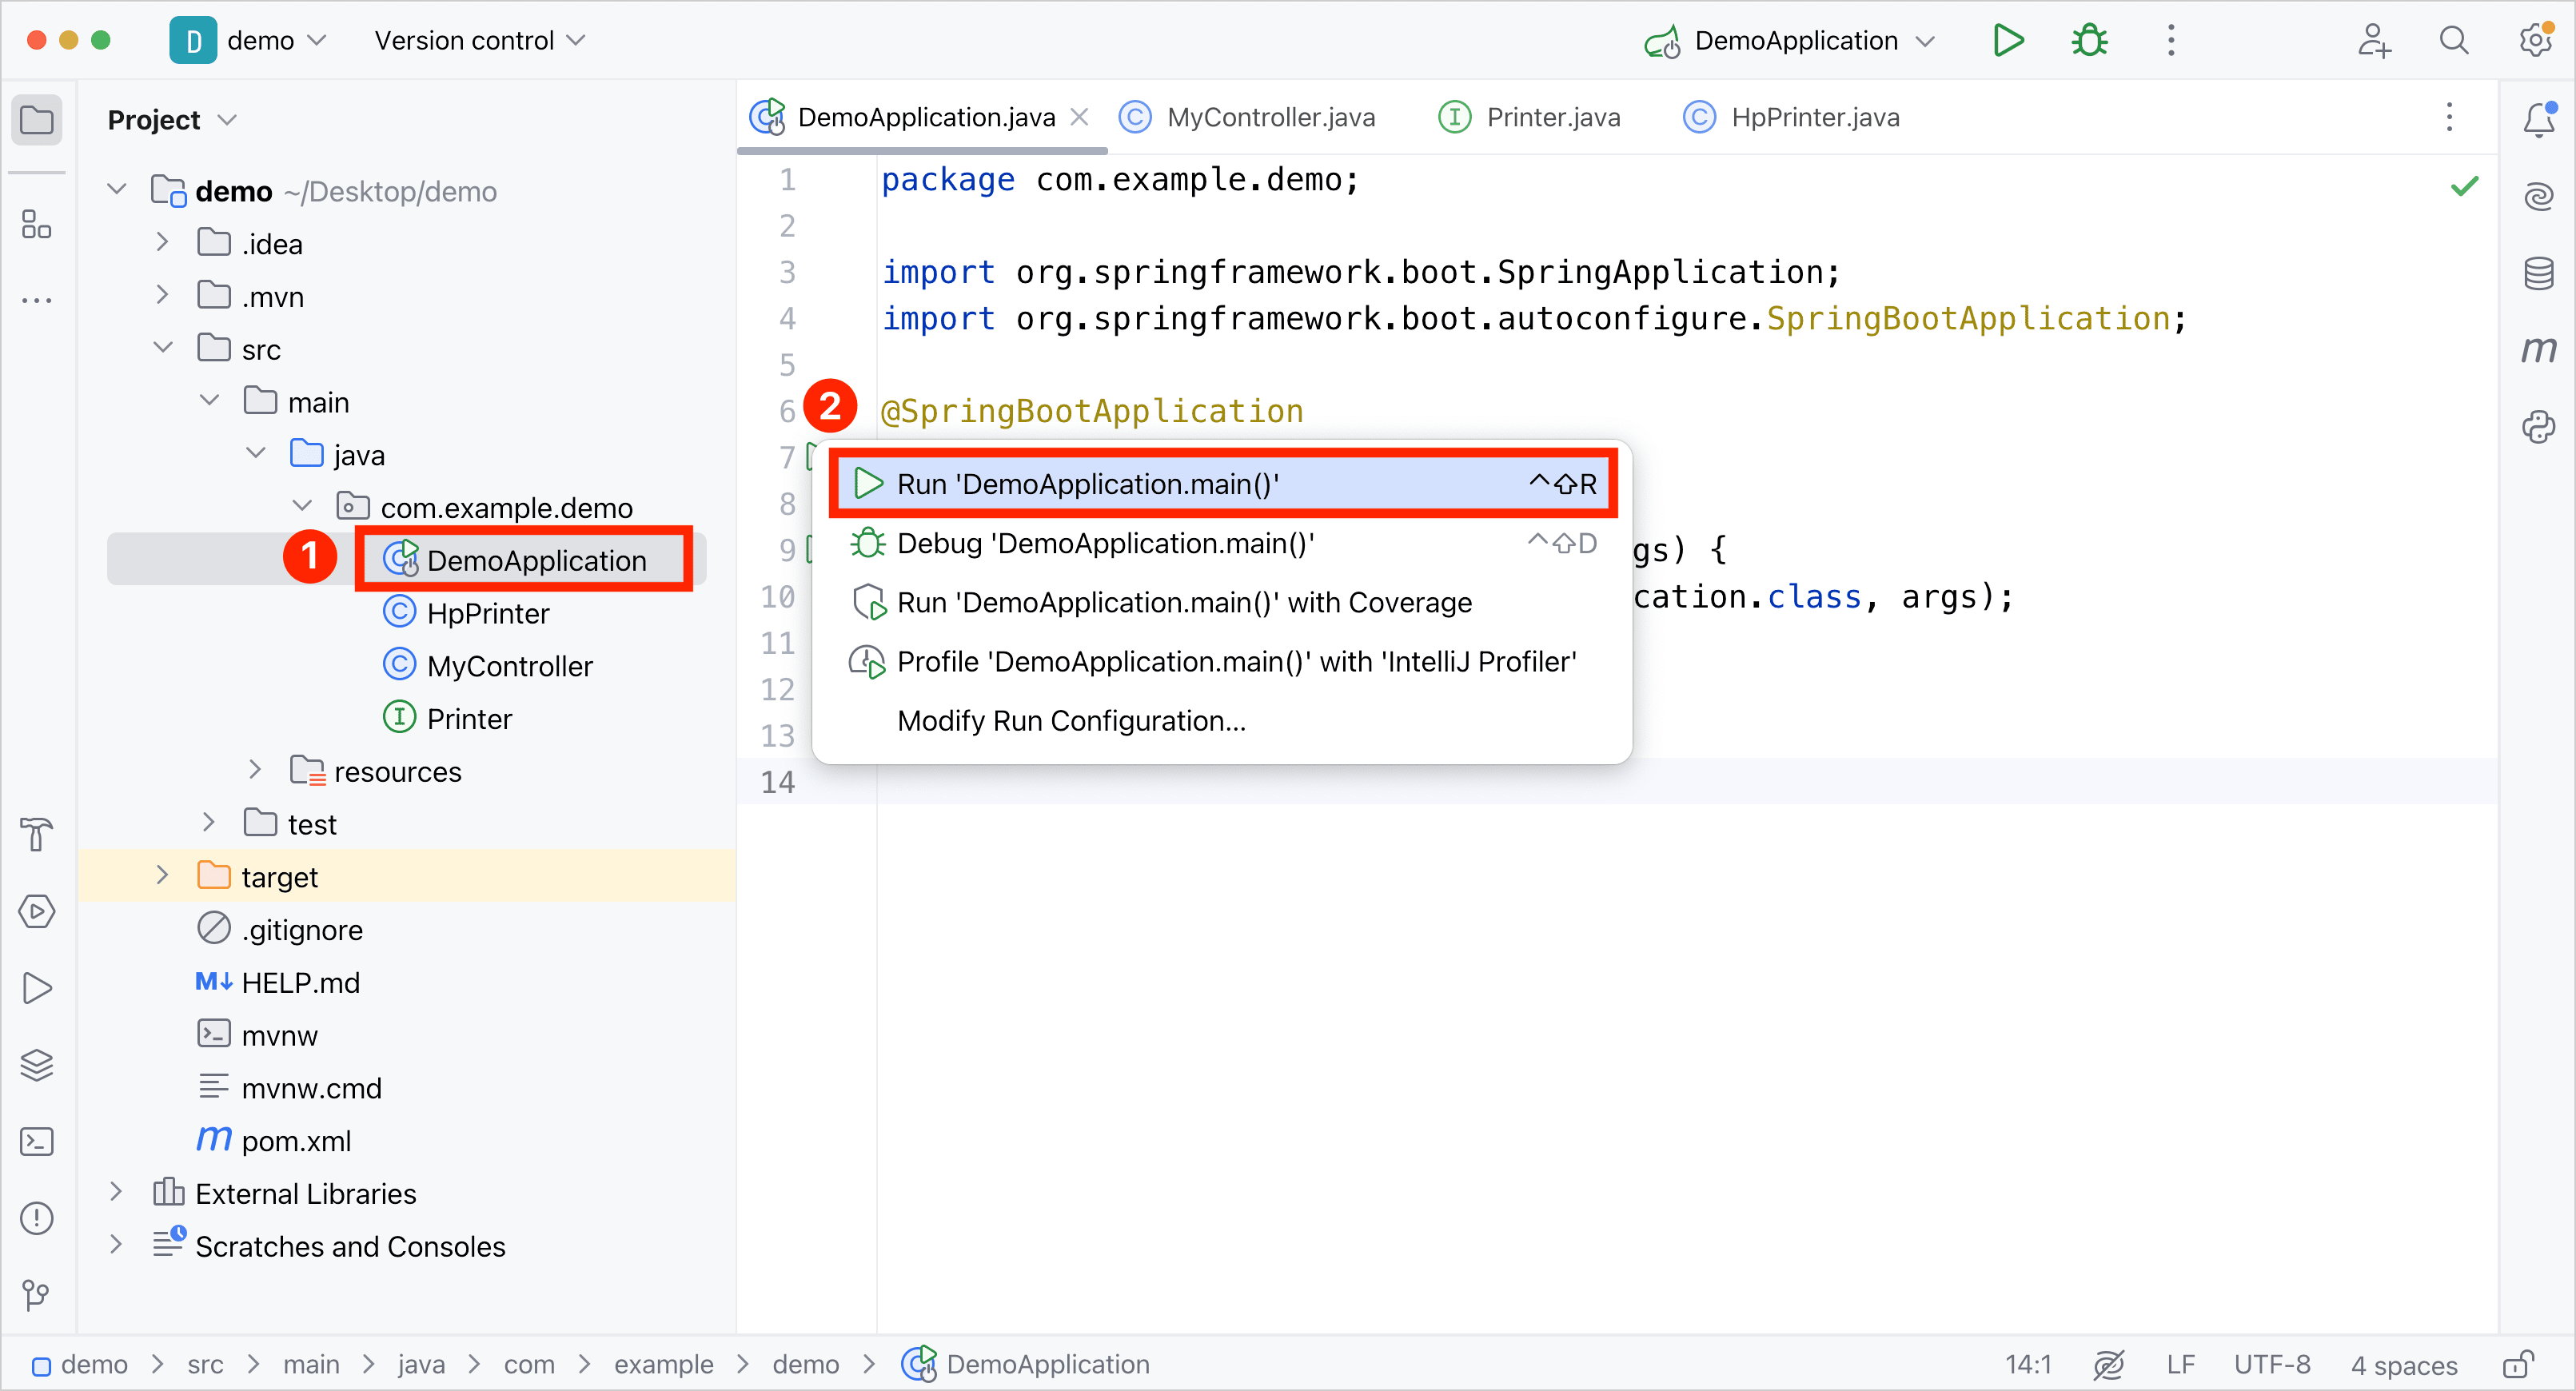 D demo Version control DemoApplication
Project
demo ~/Desktop/demo
.idea
.mvn
src
main
java
com.example.demo
1 DemoApplication
HpPrinter
MyController
Printer
resources
test
target
.gitignore
M↓ HELP.md
mvnw
mvnw.cmd
m pom.xml
External Libraries
Scratches and Consoles
DemoApplication.java MyController.java Printer.java HpPrinter.java
1 package com.example.demo;
2
3 import org.springframework.boot.SpringApplication;
4 import org.springframework.boot.autoconfigure.SpringBootApplication;
5
6 2 @SpringBootApplication
7
8
9 gs) {
10 cation.class, args);
11
12
13
14
Run 'DemoApplication.main()' ^⇧R
Debug 'DemoApplication.main()' ^⇧D
Run 'DemoApplication.main()' with Coverage
Profile 'DemoApplication.main()' with 'IntelliJ Profiler'
Modify Run Configuration...
m
demo > src > main > java > com > example > demo > DemoApplication 14:1 LF UTF-8 4 spaces